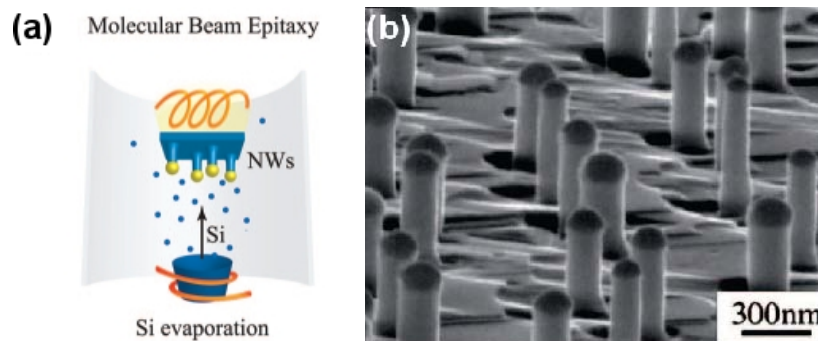 (a)
Molecular Beam Epitaxy
NWs
Si
Si evaporation
(b)
300nm